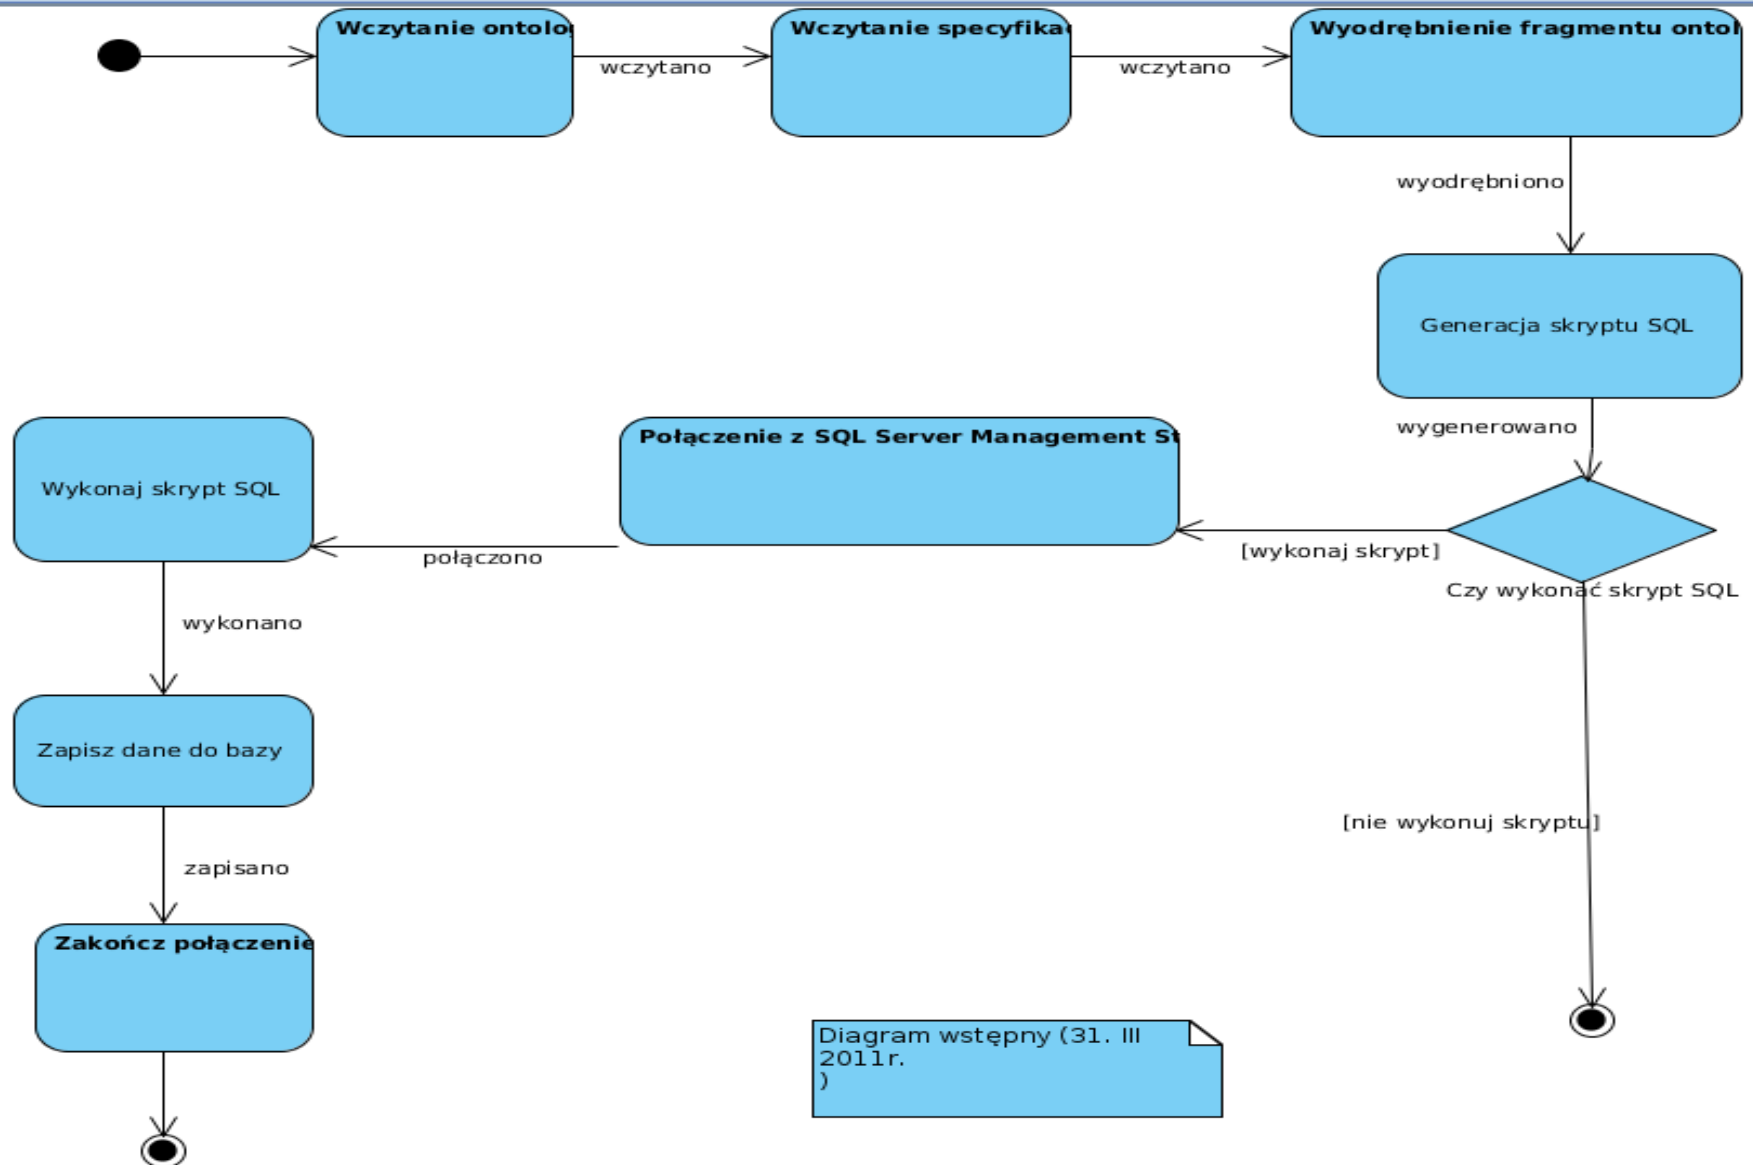 Wczytanie ontolo
wczytano
Wczytanie specyfika
wczytano
Wyodrębnienie fragmentu ontol
wyodrębniono
Generacja skryptu SQL
wygenerowano
Czy wykonać skrypt SQL
[wykonaj skrypt]
Połączenie z SQL Server Management St
połączono
Wykonaj skrypt SQL
wykonano
Zapisz dane do bazy
zapisano
Zakończ połączenie
[nie wykonuj skryptu]
Diagram wstępny (31. III
2011r.
)